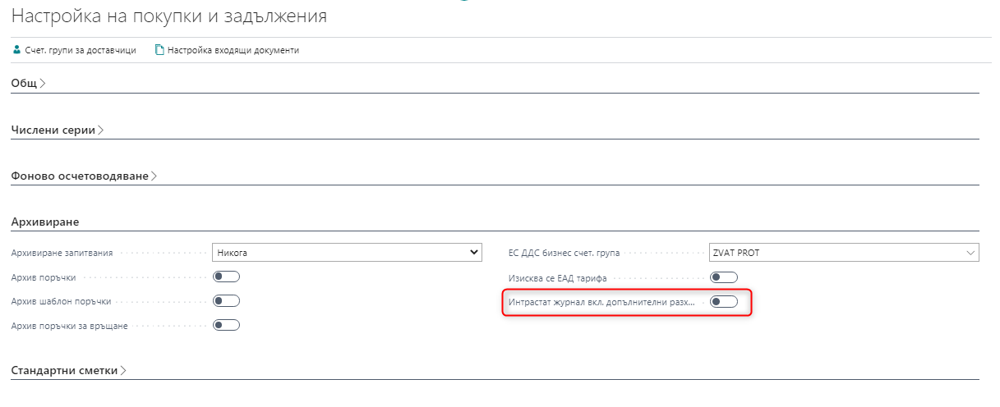 Настройка на покупки и задължения
Счет. групи за доставчици Настройка входящи документи
Общ
Числени серии
Фоново осчетоводяване
Архивиране
Архивиране запитвания Никога
Архив поръчки
Архив шаблон поръчки
Архив поръчки за връщане
ЕС ДДС бизнес счет. група ZVAT PROT
Изисква се ЕАД тарифа
Интрастат журнал вкл. допълнителни разх...
Стандартни сметки